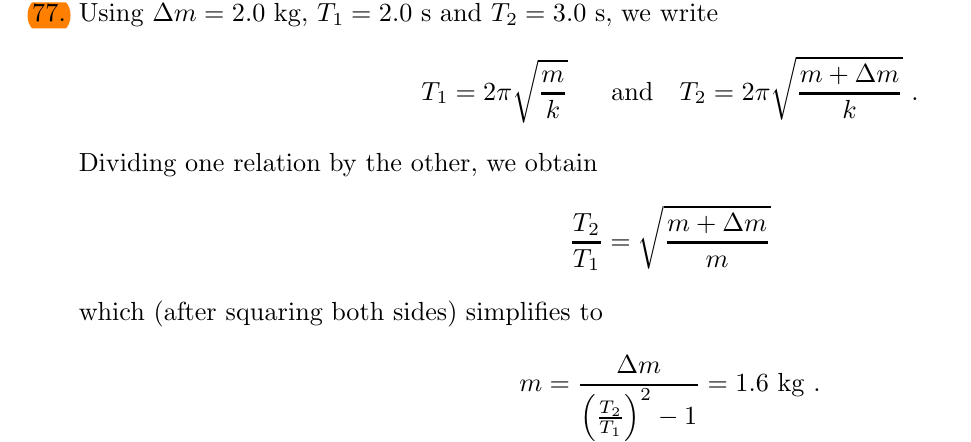 77. Using Δm = 2.0 kg, T₁ = 2.0 s and T₂ = 3.0 s, we write
T₁ = 2π√(m/k) and T₂ = 2π√((m + Δm)/k) .
Dividing one relation by the other, we obtain
T₂/T₁ = √((m + Δm)/m)
which (after squaring both sides) simplifies to
m = Δm/((T₂/T₁)² − 1) = 1.6 kg .